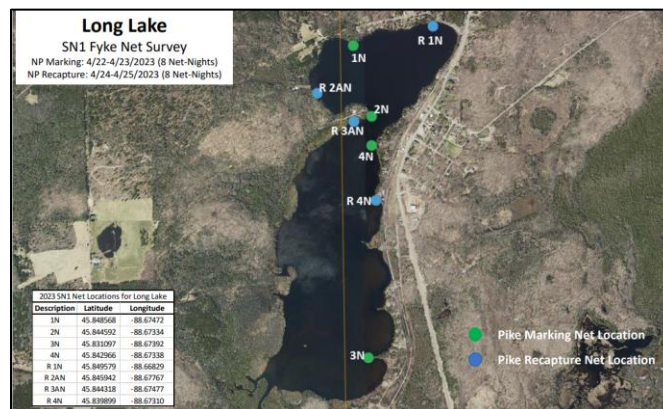 Long Lake
SN1 Fyke Net Survey
NP Marking: 4/22-4/23/2023 (8 Net-Nights)
NP Recapture: 4/24-4/25/2023 (8 Net-Nights)
R 1N
1N
R 2AN
2N
R 3AN
4N
R 4N
3N
2023 SN1 Net Locations for Long Lake
Description Latitude Longitude
1N 45.848568 -88.67472
2N 45.844592 -88.67334
3N 45.831097 -88.67392
4N 45.842966 -88.67338
R 1N 45.849579 -88.66829
R 2AN 45.845942 -88.67767
R 3AN 45.844318 -88.67477
R 4N 45.839899 -88.67310
Pike Marking Net Location
Pike Recapture Net Location